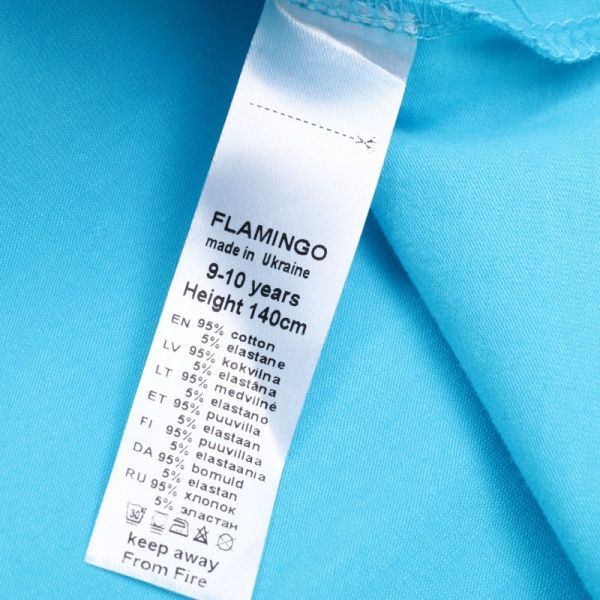 FLAMINGO
made in Ukraine
9-10 years
Height 140cm
EN 95% cotton
5% elastane
LV 95% kokvilna
5% elastāna
LT 95% medvilnė
5% elastano
ET 95% puuvilla
5% elastaan
FI 95% puuvillaa
5% elastaania
DA 95% bomuld
5% elastan
RU 95% хлопок
5% эластан
30°
keep away
From Fire